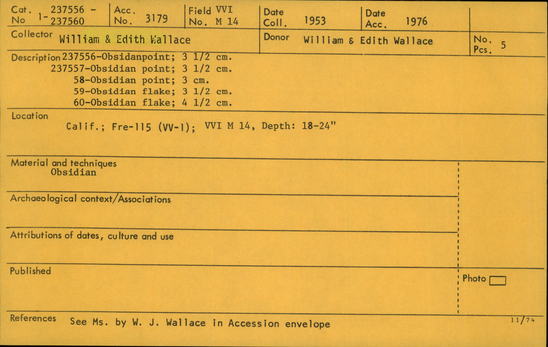 Cat. 237556 - Acc. Field VVI Date Date
No 1- 237560 No. 3179 No. M 14 Coll. 1953 Acc. 1976
Collector William & Edith Wallace Donor William & Edith Wallace No. Pcs. 5
Description 237556-Obsidanpoint; 3 1/2 cm.
237557-Obsidian point; 3 1/2 cm.
58-Obsidian point; 3 cm.
59-Obsidian flake; 3 1/2 cm.
60-Obsidian flake; 4 1/2 cm.
Location
Calif.; Fre-115 (VV-1); VVI M 14, Depth: 18-24"
Material and techniques
Obsidian
Archaeological context/Associations
Attributions of dates, culture and use
Published
Photo
References See Ms. by W. J. Wallace in Accession envelope
11/74